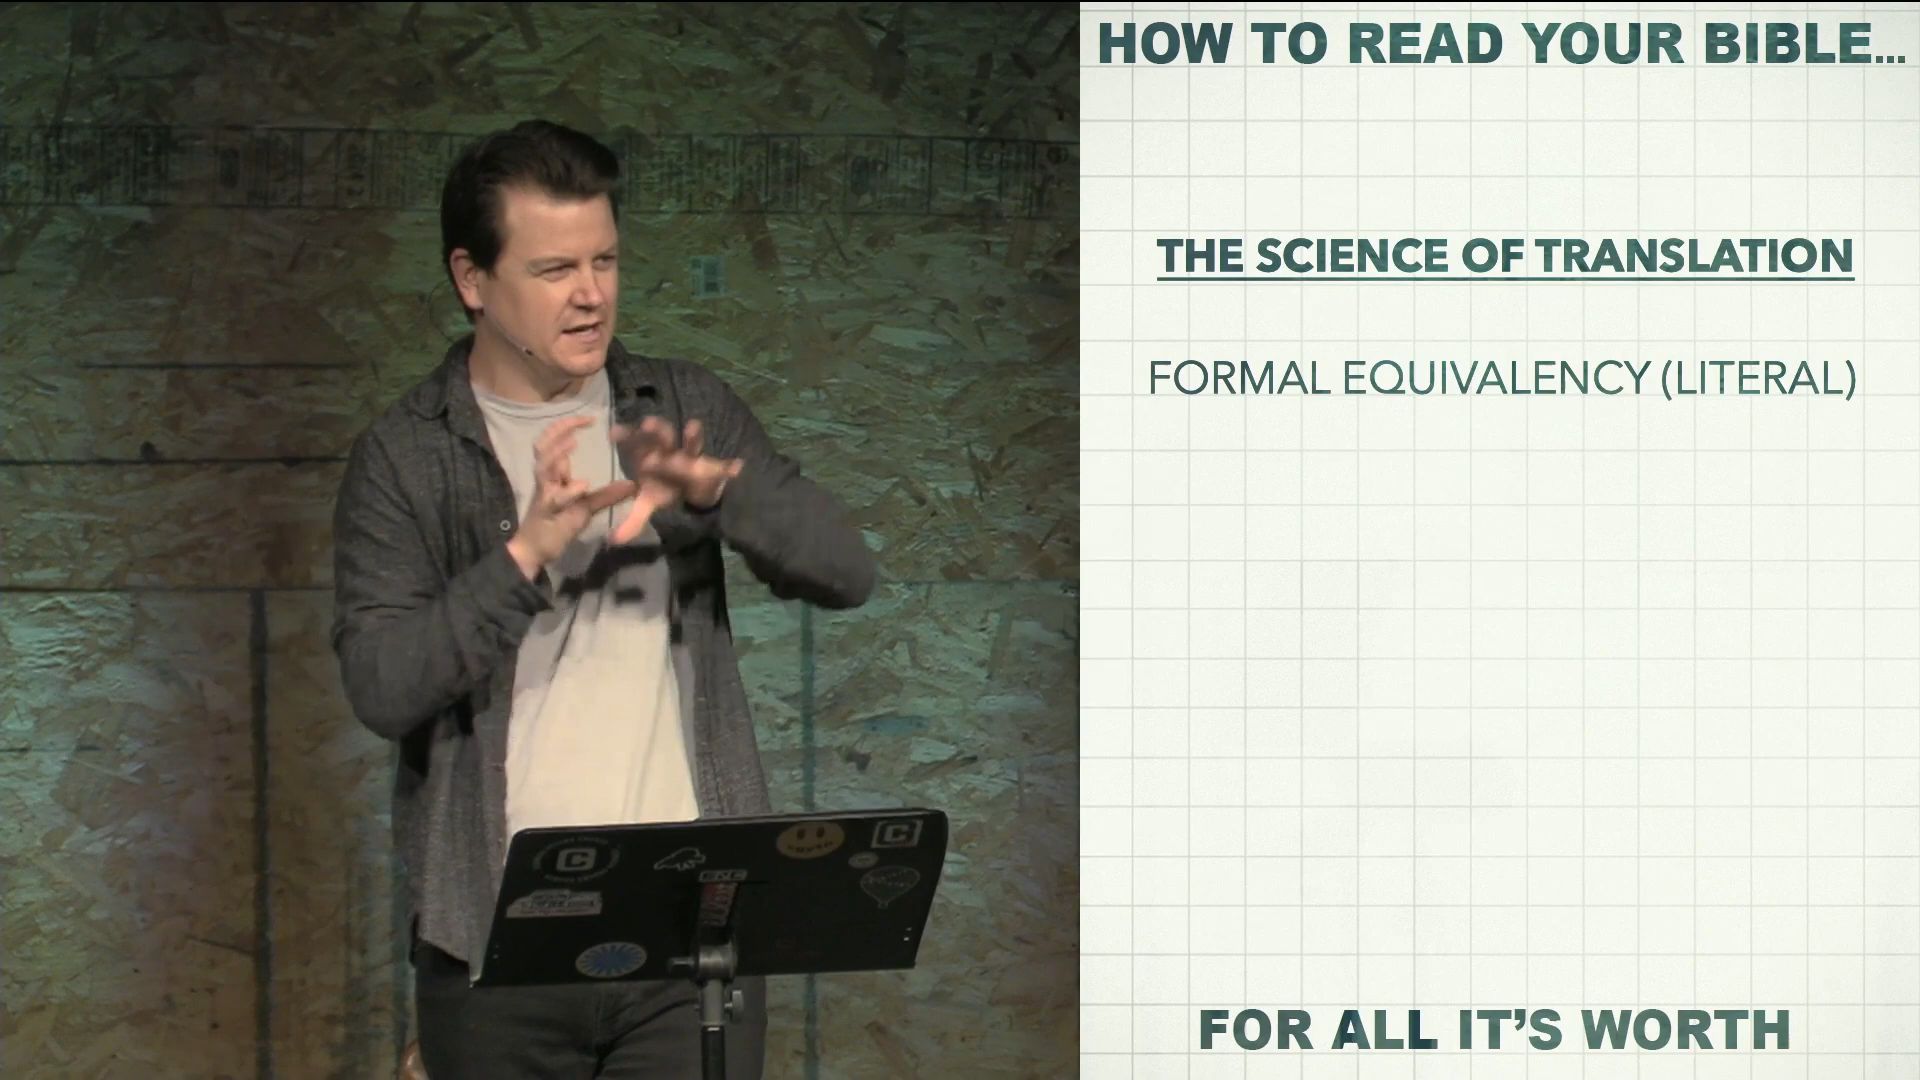 HOW TO READ YOUR BIBLE...
THE SCIENCE OF TRANSLATION
FORMAL EQUIVALENCY (LITERAL)
FOR ALL IT’S WORTH
C
C